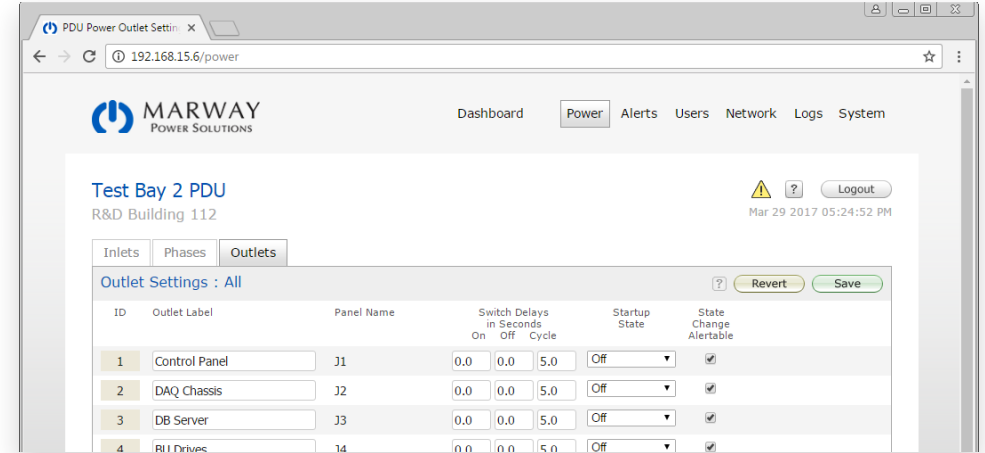 PDU Power Outlet Settin
192.168.15.6/power
MARWAY
POWER SOLUTIONS
Dashboard Power Alerts Users Network Logs System
Test Bay 2 PDU
R&D Building 112
? Logout
Mar 29 2017 05:24:52 PM
Inlets Phases Outlets
Outlet Settings : All ? Revert Save
ID Outlet Label Panel Name Switch Delays Startup State
in Seconds State Change
On Off Cycle Alertable
1 Control Panel J1 0.0 0.0 5.0 Off
2 DAQ Chassis J2 0.0 0.0 5.0 Off
3 DB Server J3 0.0 0.0 5.0 Off
4 BU Drives J4 0.0 0.0 5.0 Off